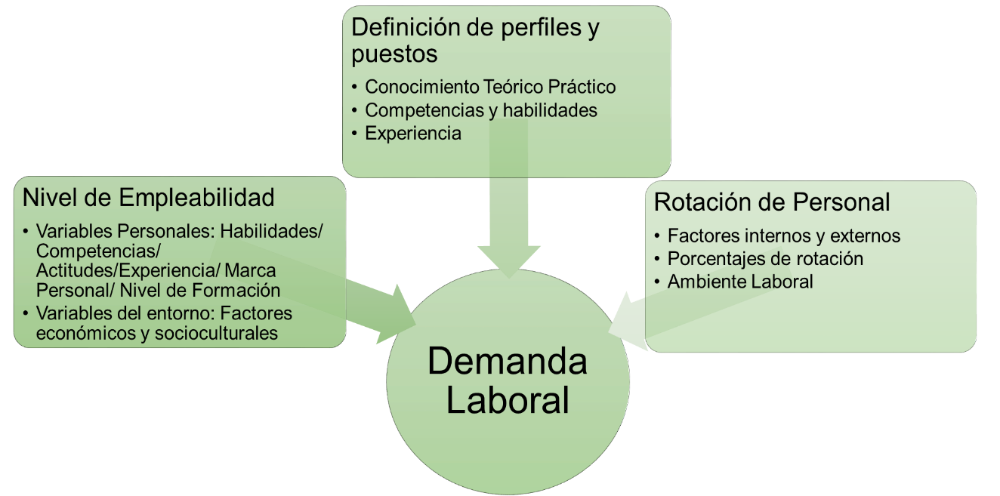 Definición de perfiles y
puestos
• Conocimiento Teórico Práctico
• Competencias y habilidades
• Experiencia
Nivel de Empleabilidad
• Variables Personales: Habilidades/
Competencias/
Actitudes/Experiencia/ Marca
Personal/ Nivel de Formación
• Variables del entorno: Factores
económicos y socioculturales
Rotación de Personal
• Factores internos y externos
• Porcentajes de rotación
• Ambiente Laboral
Demanda
Laboral